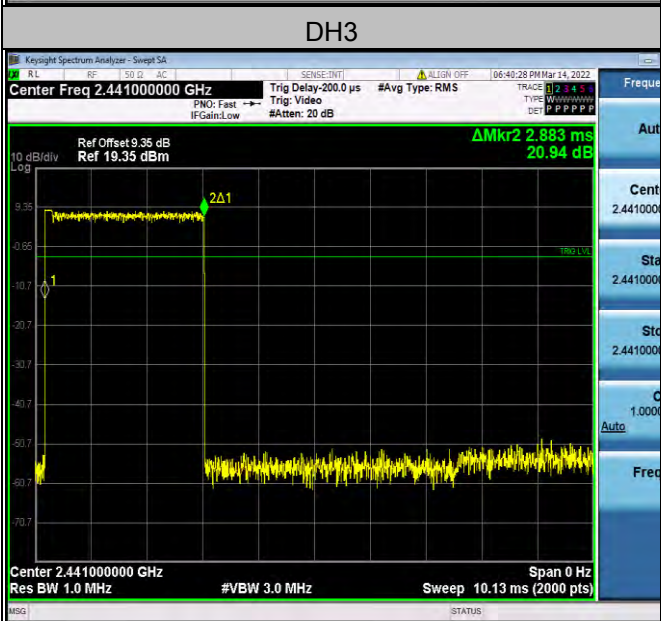 DH3
Keysight Spectrum Analyzer - Swept SA
RL RF 50 Ω AC SENSE:INT ALIGN OFF 06:40:28 PM Mar 14, 2022
Center Freq 2.441000000 GHz
PNO: Fast
IFGain:Low
Trig Delay-200.0 µs
Trig: Video
#Atten: 20 dB
#Avg Type: RMS
TRACE 1 2 3 4 5 6
TYPE
DET P P P P P P
Freque
Ref Offset 9.35 dB
10 dB/div Ref 19.35 dBm
Log
ΔMkr2 2.883 ms
20.94 dB
2Δ1
9.35
-0.65
TRIG LVL
1
-10.7
-20.7
-30.7
-40.7
-50.7
-60.7
-70.7
Center 2.441000000 GHz
Span 0 Hz
Res BW 1.0 MHz
#VBW 3.0 MHz
Sweep 10.13 ms (2000 pts)
MSG
STATUS
Aut
Cent
2.4410000
Sta
2.4410000
Sto
2.4410000
C
1.0000
Auto
Freq